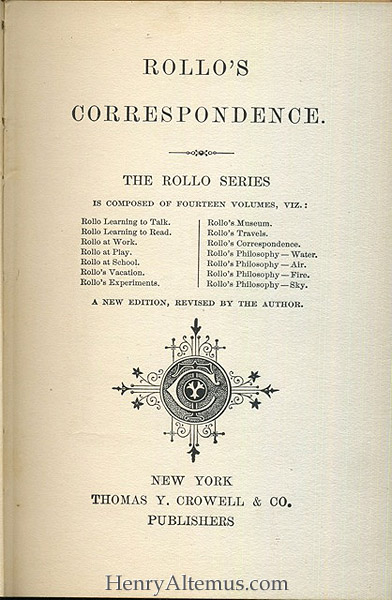 ROLLO'S
CORRESPONDENCE.
THE ROLLO SERIES
IS COMPOSED OF FOURTEEN VOLUMES, VIZ.:
Rollo Learning to Talk.
Rollo Learning to Read.
Rollo at Work.
Rollo at Play.
Rollo at School.
Rollo's Vacation.
Rollo's Experiments.
Rollo's Museum.
Rollo's Travels.
Rollo's Correspondence.
Rollo's Philosophy—Water.
Rollo's Philosophy—Air.
Rollo's Philosophy—Fire.
Rollo's Philosophy—Sky.
A NEW EDITION, REVISED BY THE AUTHOR.
NEW YORK
THOMAS Y. CROWELL & CO.
PUBLISHERS
HenryAltemus.com